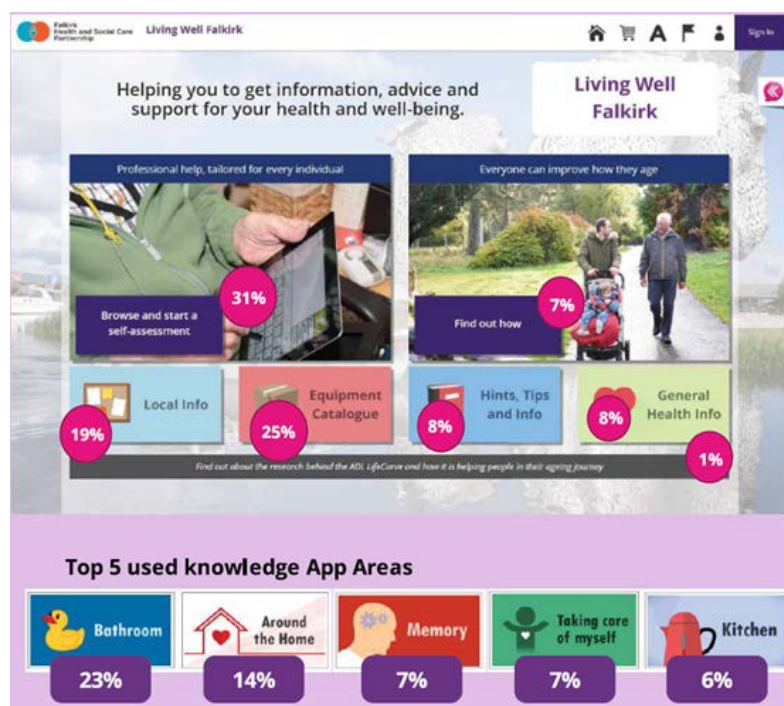 Falkirk
Health and Social Care
Partnership
Living Well Falkirk
A
Sign In
Helping you to get information, advice and
support for your health and well-being.
Living Well
Falkirk
Professional help, tailored for every individual
Everyone can improve how they age
31%
Browse and start a
self-assessment
7%
Find out how
Local Info
19%
Equipment
Catalogue
25%
Hints, Tips
and Info
8%
General
Health Info
8%
1%
Find out about the research behind the ADL LifeCurve and how it is helping people in their ageing journey
Top 5 used knowledge App Areas
Bathroom
Around
the Home
Memory
Taking care
of myself
Kitchen
23%
14%
7%
7%
6%